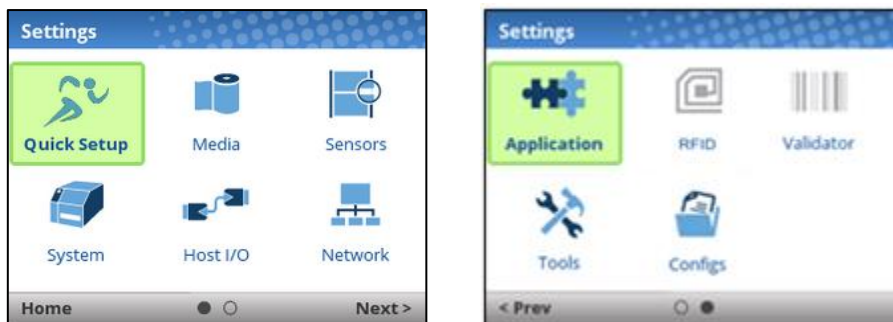 Settings
Quick Setup
Media
Sensors
System
Host I/O
Network
Home
Next >
Settings
Application
RFID
Validator
Tools
Configs
< Prev